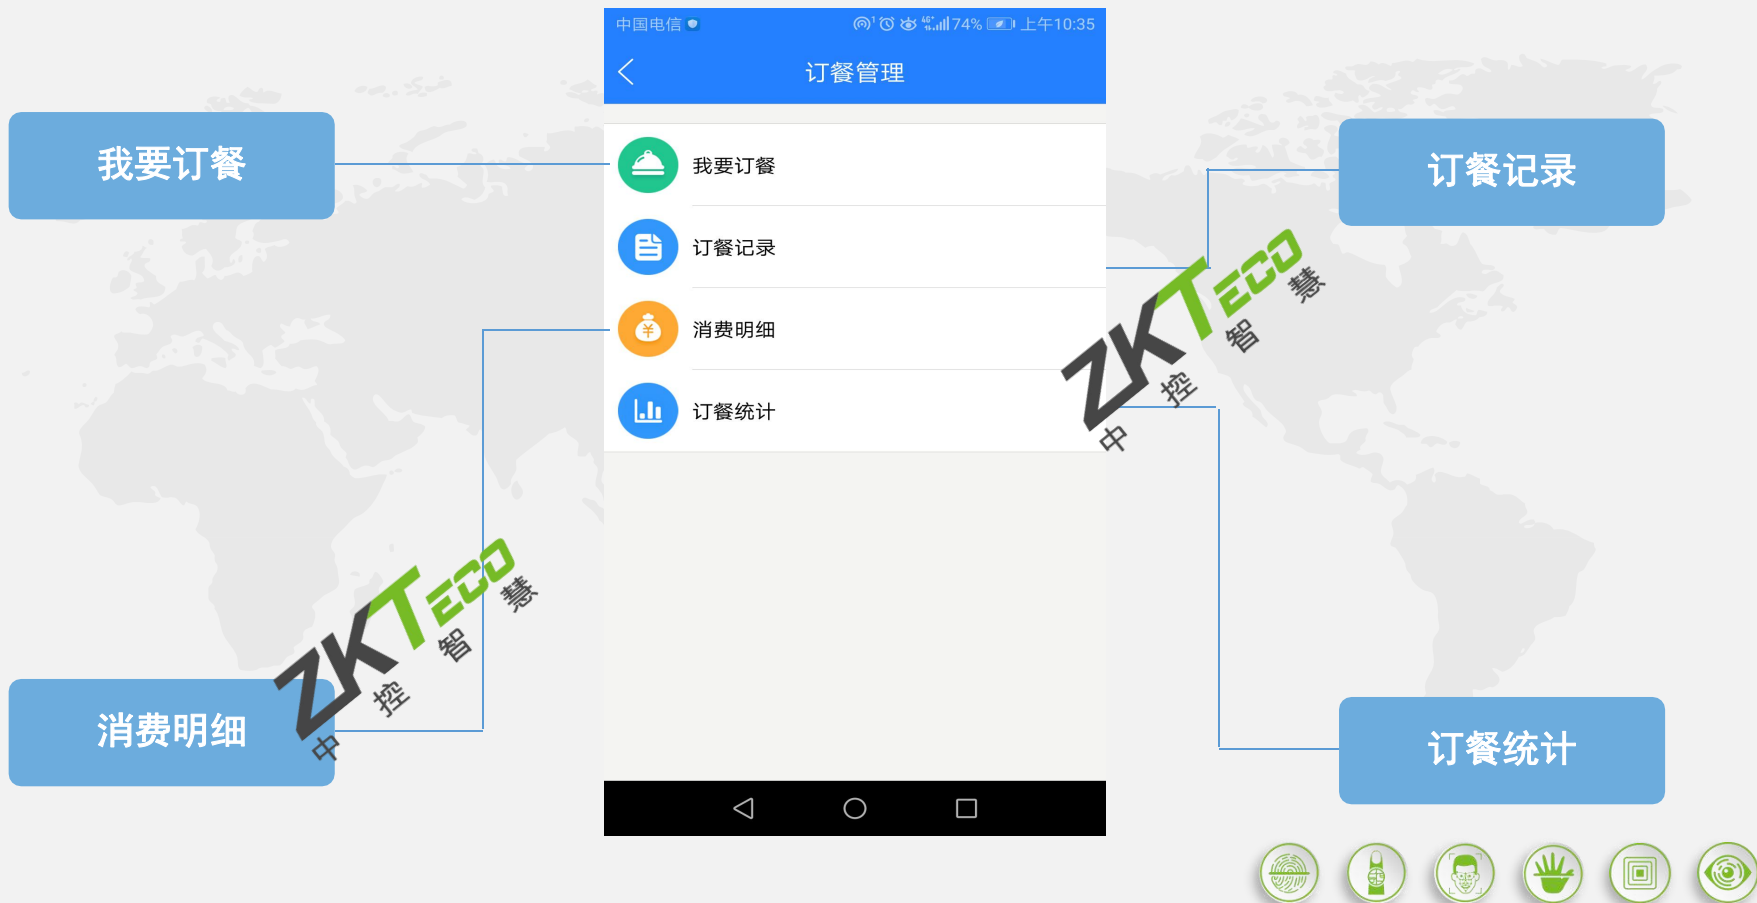 中国电信 4G+ 74% 上午10:35
订餐管理
我要订餐
订餐记录
消费明细
订餐统计
我要订餐
订餐记录
消费明细
订餐统计
ZKTeco
中控智慧
ZKTeco
中控智慧